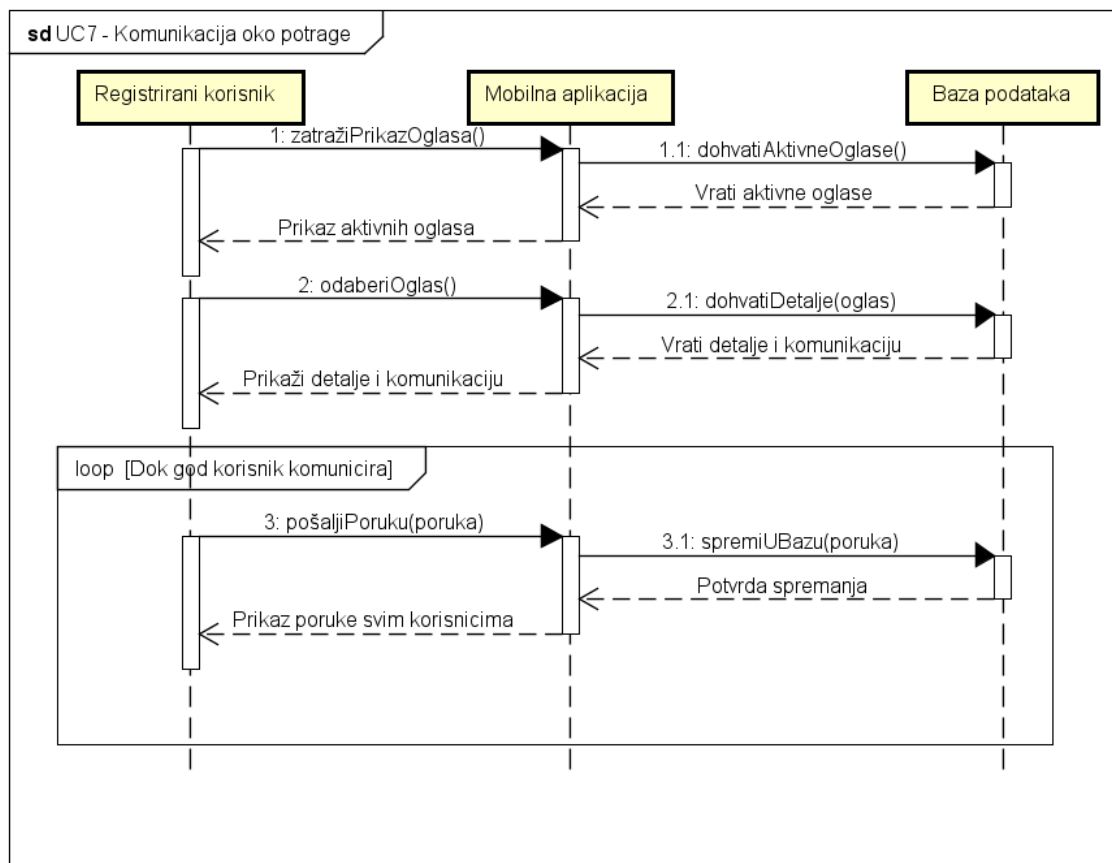 sd UC7 - Komunikacija oko potrage
Registrirani korisnik
Mobilna aplikacija
Baza podataka
1: zatražiPrikazOglasa()
1.1: dohvatiAktivneOglase()
Vrati aktivne oglase
Prikaz aktivnih oglasa
2: odaberiOglas()
2.1: dohvatiDetalje(oglas)
Vrati detalje i komunikaciju
Prikaži detalje i komunikaciju
loop [Dok god korisnik komunicira]
3: pošaljiPoruku(poruka)
3.1: spremiUBazu(poruka)
Potvrda spremanja
Prikaz poruke svim korisnicima